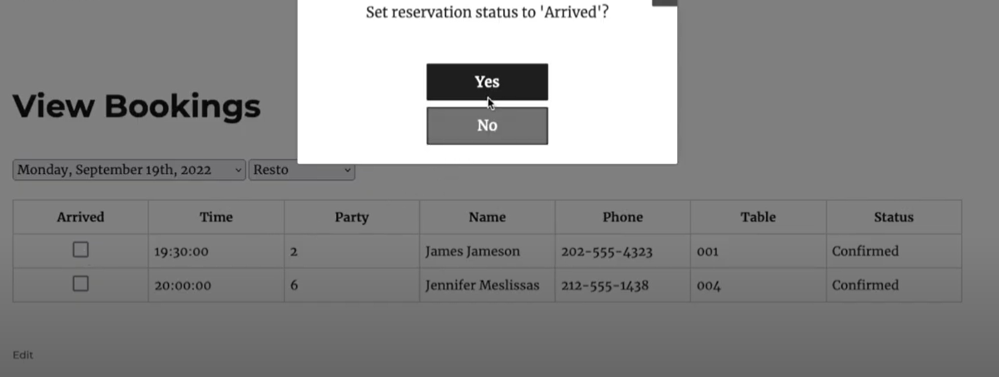 Set reservation status to 'Arrived'?
Yes
No
View Bookings
Monday, September 19th, 2022 Resto
Arrived Time Party Name Phone Table Status
19:30:00 2 James Jameson 202-555-4323 001 Confirmed
20:00:00 6 Jennifer Meslissas 212-555-1438 004 Confirmed
Edit